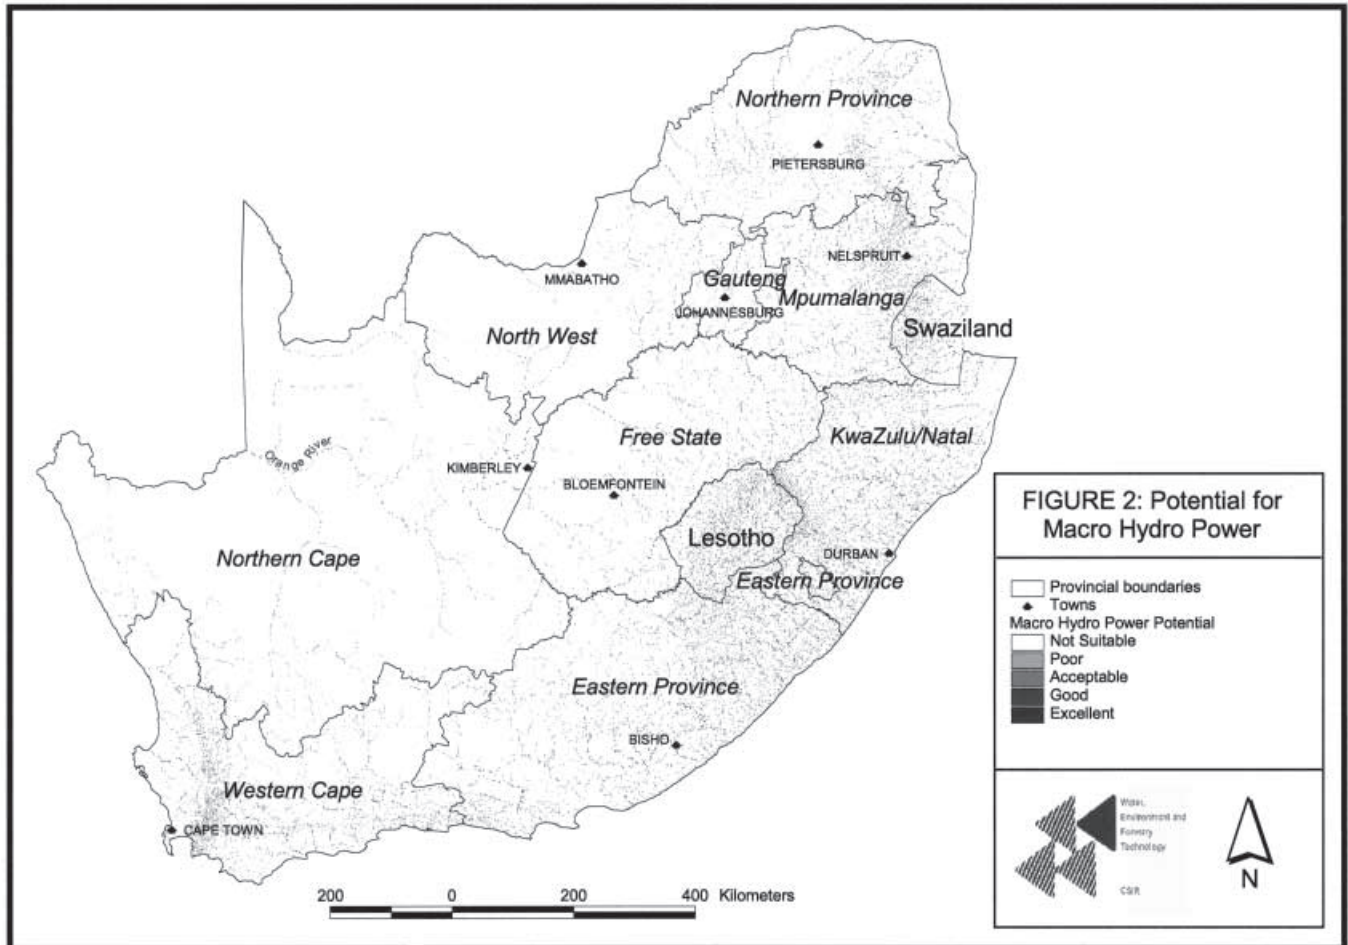 Northern Province
PIETERSBURG
NELSPRUIT
MMABATHO
Gauteng
Mpumalanga
JOHANNESBURG
Swaziland
North West
Free State
KwaZulu/Natal
Orange River
KIMBERLEY
BLOEMFONTEIN
Lesotho
DURBAN
Northern Cape
Eastern Province
Eastern Province
BISHO
Western Cape
CAPE TOWN
200 0 200 400 Kilometers
FIGURE 2: Potential for
Macro Hydro Power
Provincial boundaries
Towns
Macro Hydro Power Potential
Not Suitable
Poor
Acceptable
Good
Excellent
Water,
Environment and
Forestry
Technology
CSIR
N